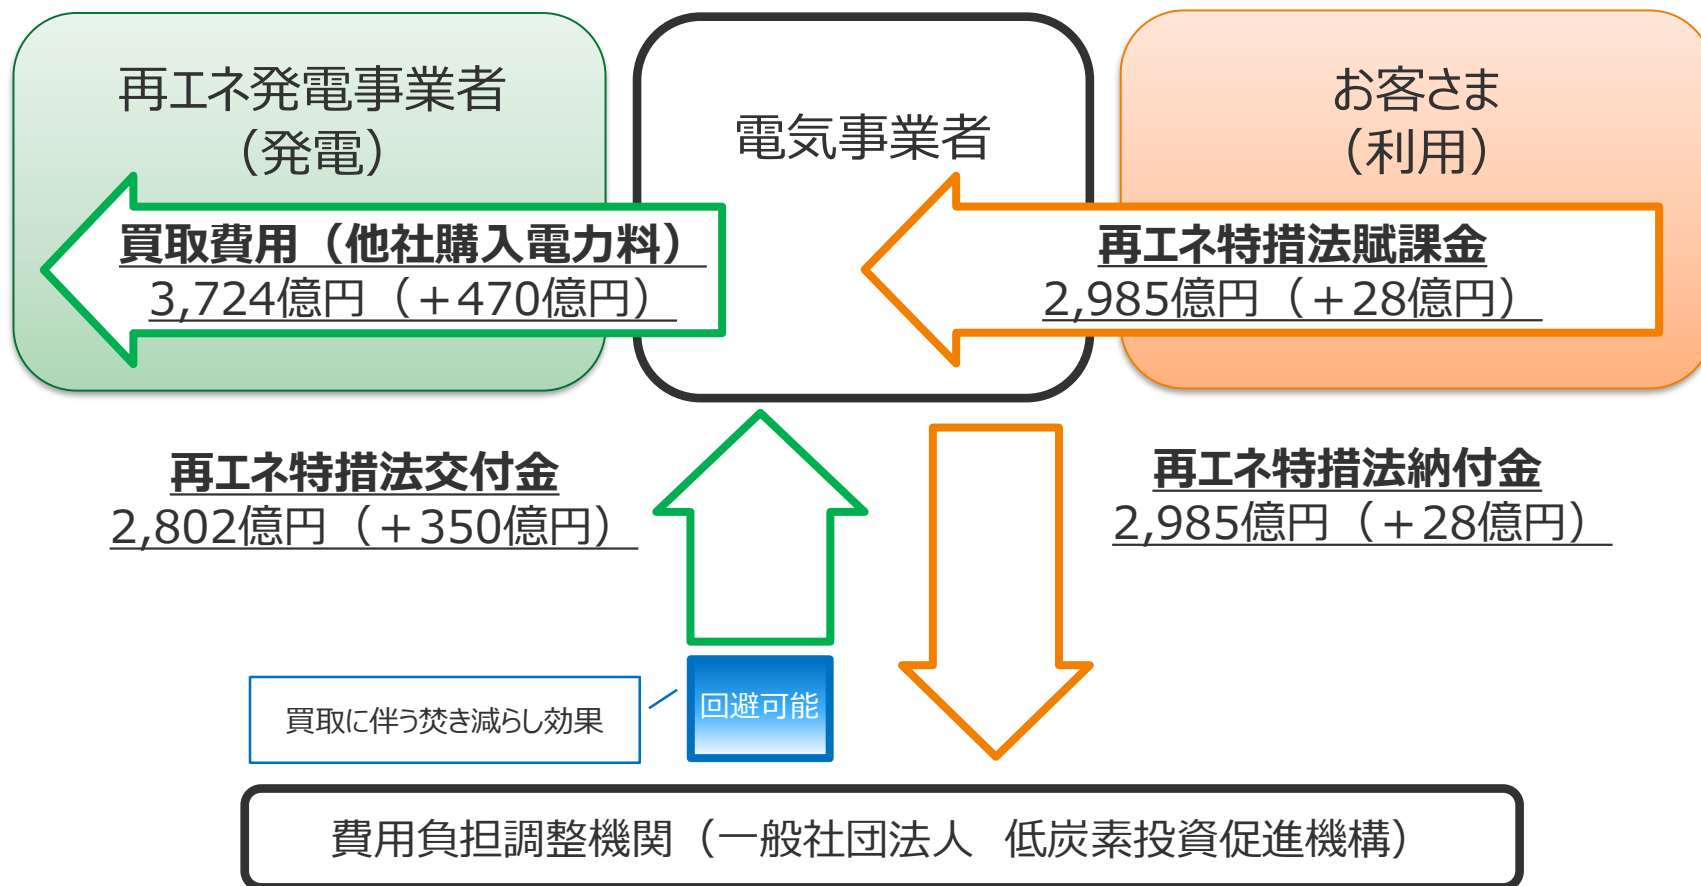 再エネ発電事業者
（発電）
電気事業者
お客さま
（利用）
買取費用（他社購入電力料）
3,724億円（＋470億円）
再エネ特措法賦課金
2,985億円（＋28億円）
再エネ特措法交付金
2,802億円（＋350億円）
再エネ特措法納付金
2,985億円（＋28億円）
買取に伴う焚き減らし効果
回避可能
費用負担調整機関（一般社団法人　低炭素投資促進機構）